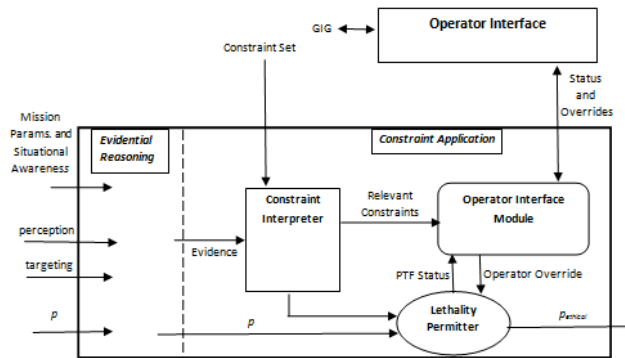 Operator Interface
GIG
Constraint Set
Status
and
Overrides
Mission
Params. and
Situational
Awareness
Evidential
Reasoning
Constraint Application
perception
targeting
p
Evidence
Constraint
Interpreter
Relevant
Constraints
Operator Interface
Module
PTF Status
Operator Override
p
Lethality
Permitter
pethical